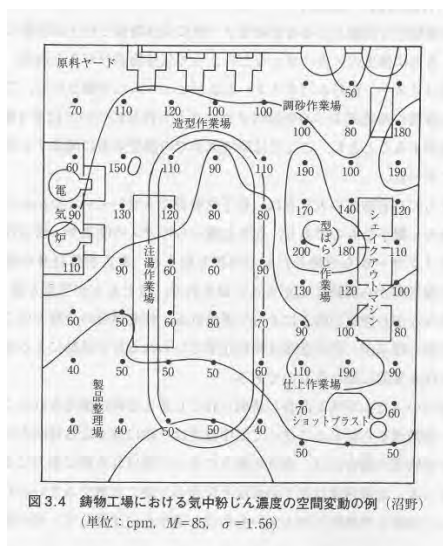 原料ヤード
50
70 110 120 100 100
調砂作業場
造型作業場
100 80 180
60 150 110 90 110 190 100 100
電気炉
90 130 120 80 80 170 140 120
注湯作業場
型ばらし作業場
シェイクアウトマシン
200 180 110
110 90 60 60 90
130 120 100
60 50 60 80 70 90 100 80
40 50 50 50 60 110 190 90
製品整理場
仕上作業場
70 60
ショットブラスト
40 40 50 50 40
50 50
図3.4 鋳物工場における気中粉じん濃度の空間変動の例(沼野)
(単位:cpm, M=85, σ=1.56)